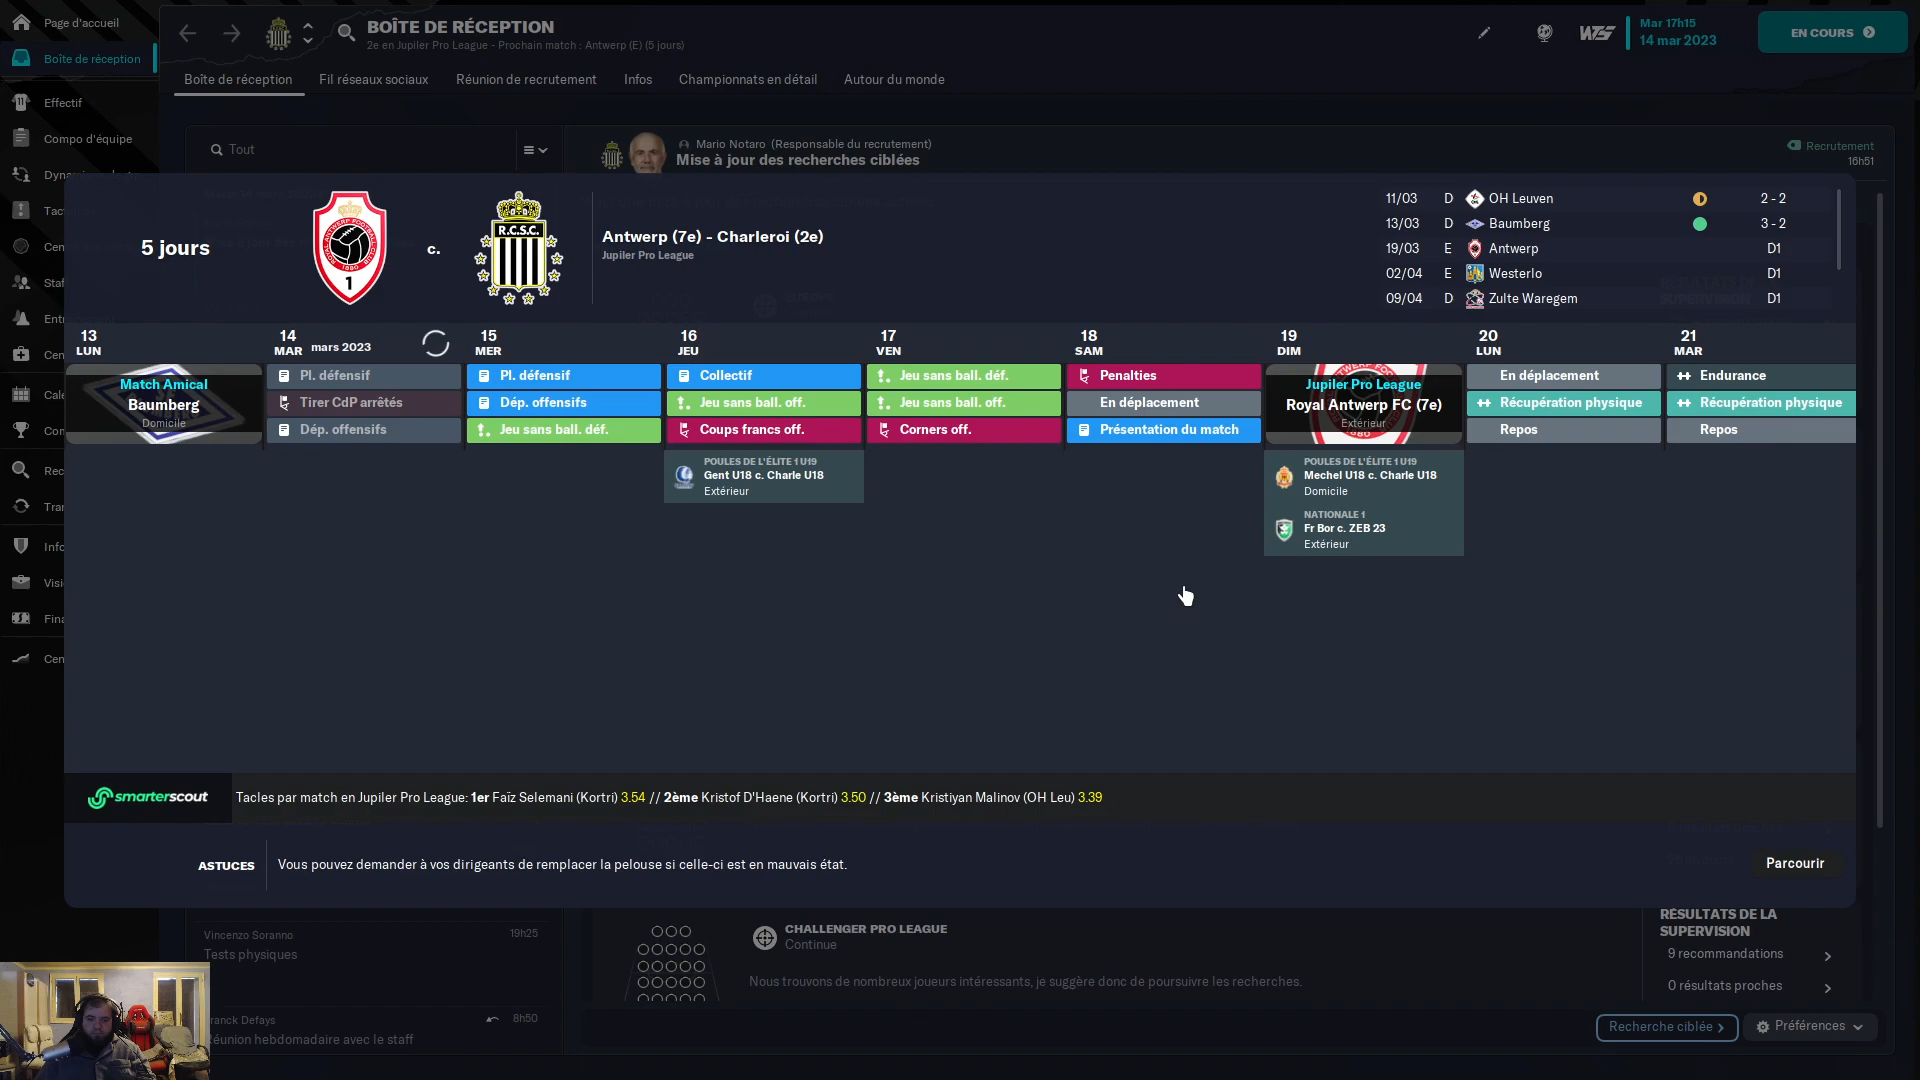 Page d'accueil
Boîte de réception
Effectif
Compo d'équipe
BOÎTE DE RÉCEPTION
2e en Jupiler Pro League - Prochain match : Antwerp (E) (5 jours)
Mar 17h15
14 mar 2023
EN COURS
Boîte de réception
Fil réseaux sociaux
Réunion de recrutement
Infos
Championnats en détail
Autour du monde
Tout
Mario Notaro (Responsable du recrutement)
Mise à jour des recherches ciblées
Recrutement
16h51
5 jours
ROYAL ANTWERP FOOTBALL CLUB
1880
1
c.
R.C.S.C.
Antwerp (7e) - Charleroi (2e)
Jupiler Pro League
11/03 D OH Leuven 2 - 2
13/03 D Baumberg 3 - 2
19/03 E Antwerp D1
02/04 E Westerlo D1
09/04 D Zulte Waregem D1
13 LUN
14 MAR mars 2023
15 MER
16 JEU
17 VEN
18 SAM
19 DIM
20 LUN
21 MAR
Match Amical
Baumberg
Domicile
Pl. défensif
Tirer CdP arrêtés
Dép. offensifs
Pl. défensif
Dép. offensifs
Jeu sans ball. déf.
Collectif
Jeu sans ball. off.
Coups francs off.
Jeu sans ball. déf.
Jeu sans ball. off.
Corners off.
Penalties
En déplacement
Présentation du match
Jupiler Pro League
Royal Antwerp FC (7e)
Extérieur
En déplacement
Récupération physique
Repos
Endurance
Récupération physique
Repos
POULES DE L'ÉLITE 1 U19
Gent U18 c. Charle U18
Extérieur
POULES DE L'ÉLITE 1 U19
Mechel U18 c. Charle U18
Domicile
NATIONALE 1
Fr Bor c. ZEB 23
Extérieur
smarterscout
Tacles par match en Jupiler Pro League: 1er Faïz Selemani (Kortri) 3.54 // 2ème Kristof D'Haene (Kortri) 3.50 // 3ème Kristiyan Malinov (OH Leu) 3.39
ASTUCES
Vous pouvez demander à vos dirigeants de remplacer la pelouse si celle-ci est en mauvais état.
Parcourir
Vincenzo Soranno 19h25
Tests physiques
Franck Defays 8h50
Réunion hebdomadaire avec le staff
CHALLENGER PRO LEAGUE
Continue
Nous trouvons de nombreux joueurs intéressants, je suggère donc de poursuivre les recherches.
RÉSULTATS DE LA
SUPERVISION
9 recommandations
0 résultats proches
Recherche ciblée
Préférences